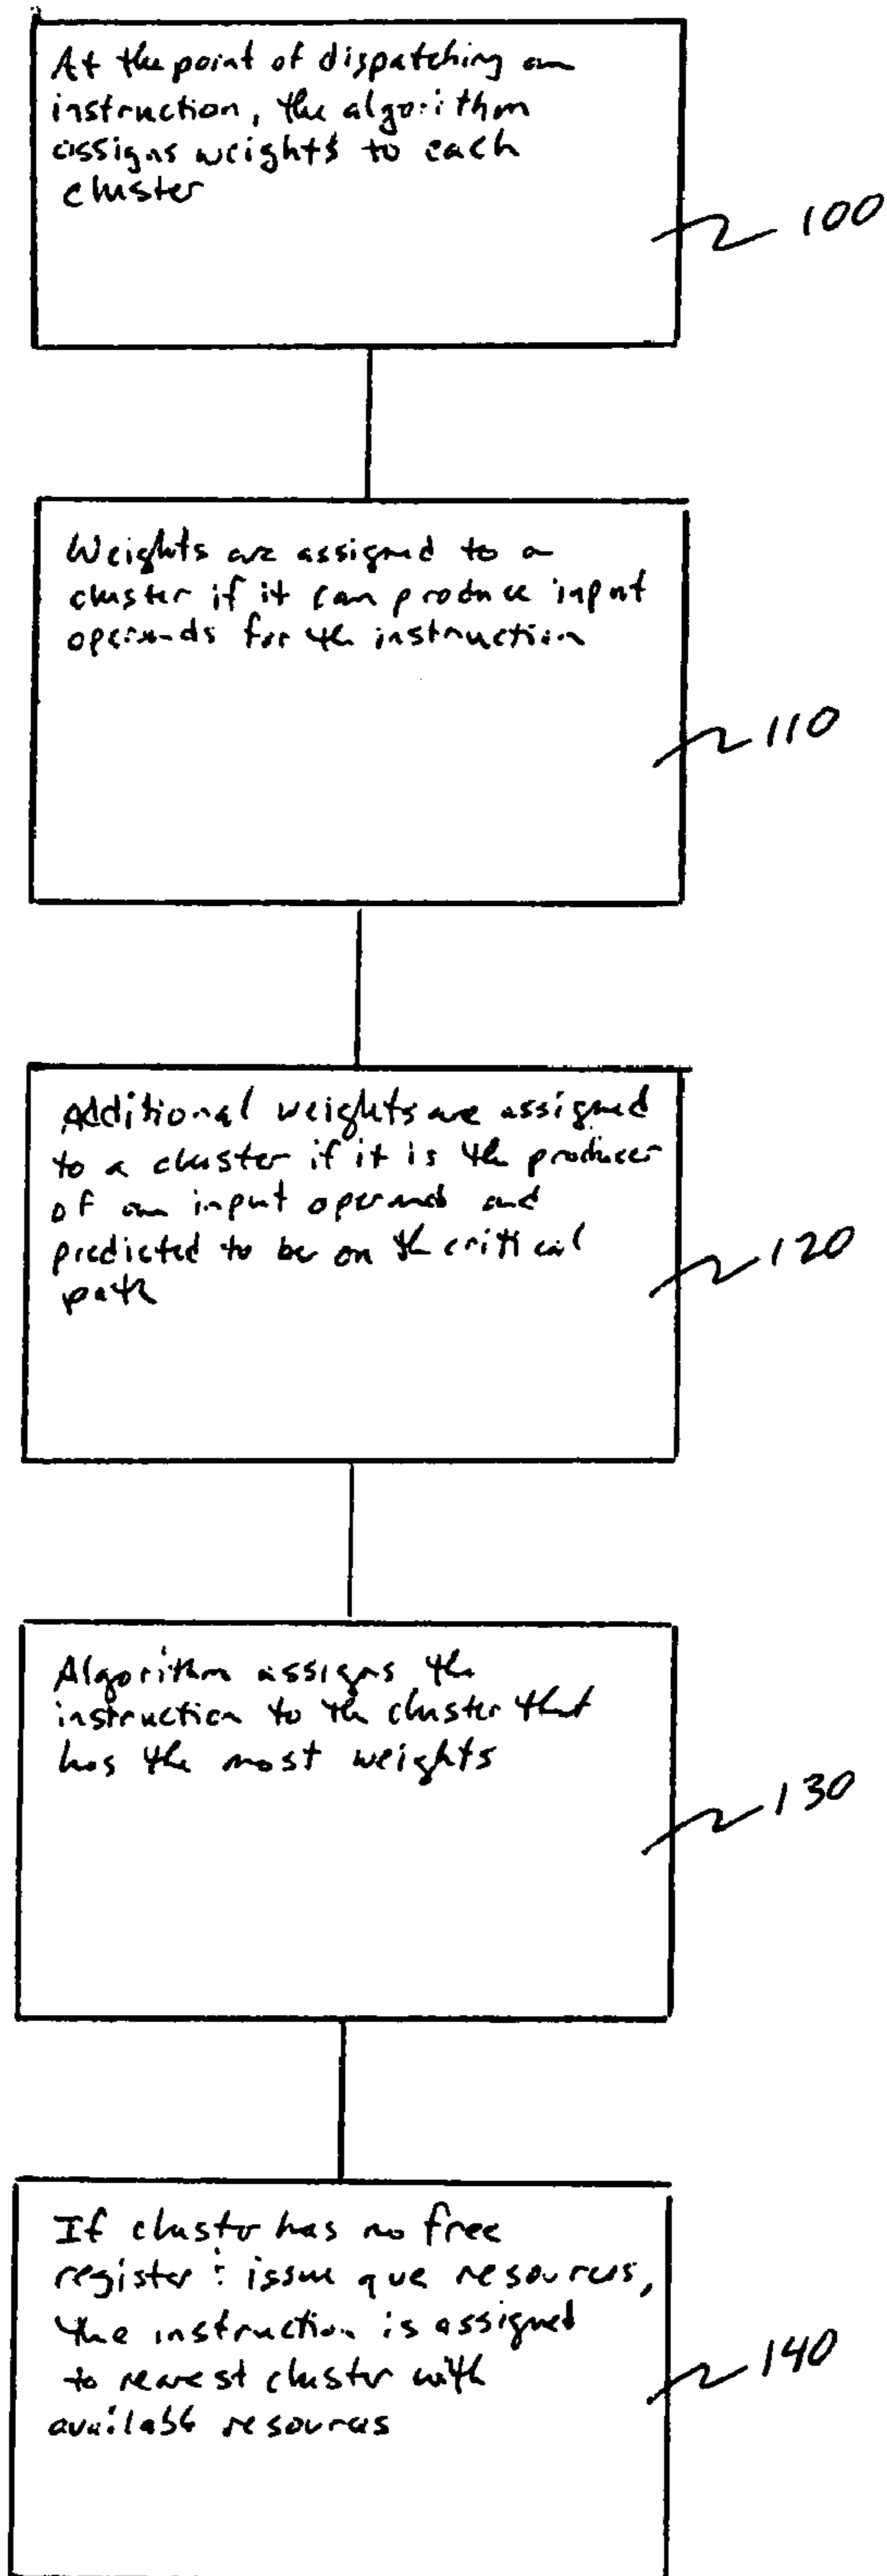 At the point of dispatching an
instruction, the algorithm
assigns weights to each
cluster
100
Weights are assigned to a
cluster if it can produce input
operands for the instruction
110
Additional weights are assigned
to a cluster if it is the producer
of an input operand and
predicted to be on the critical
path
120
Algorithm assigns the
instruction to the cluster that
has the most weights
130
If cluster has no free
register & issue que resources,
the instruction is assigned
to nearest cluster with
available resources
140